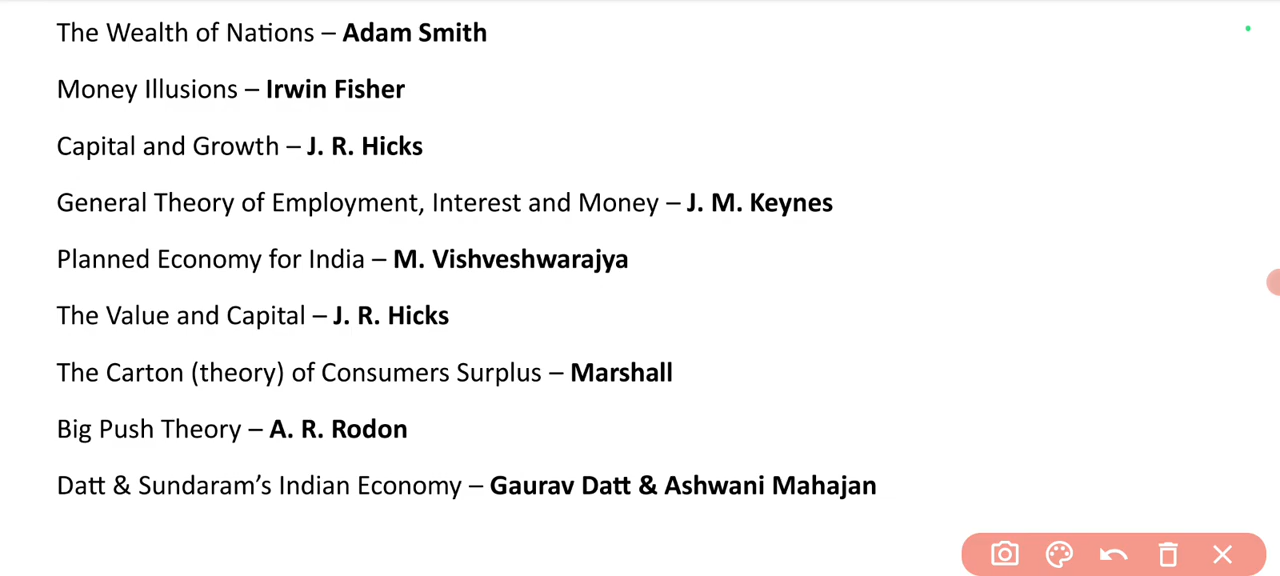 The Wealth of Nations – Adam Smith
Money Illusions – Irwin Fisher
Capital and Growth – J. R. Hicks
General Theory of Employment, Interest and Money – J. M. Keynes
Planned Economy for India – M. Vishveshwarajya
The Value and Capital – J. R. Hicks
The Carton (theory) of Consumers Surplus – Marshall
Big Push Theory – A. R. Rodon
Datt & Sundaram’s Indian Economy – Gaurav Datt & Ashwani Mahajan